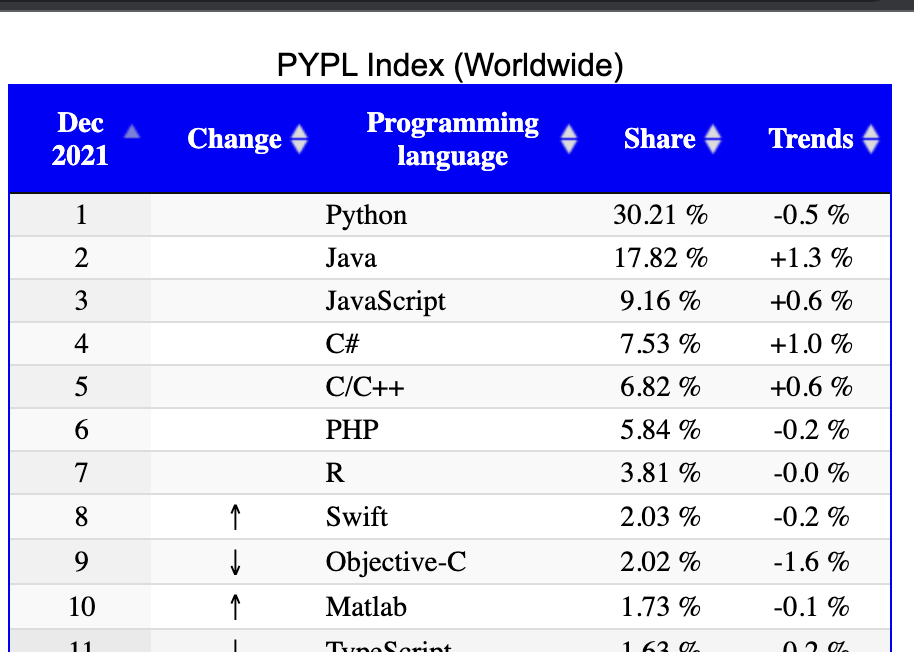 PYPL Index (Worldwide)
Dec 2021 Change Programming language Share Trends
1 Python 30.21 % -0.5 %
2 Java 17.82 % +1.3 %
3 JavaScript 9.16 % +0.6 %
4 C# 7.53 % +1.0 %
5 C/C++ 6.82 % +0.6 %
6 PHP 5.84 % -0.2 %
7 R 3.81 % -0.0 %
8 ↑ Swift 2.03 % -0.2 %
9 ↓ Objective-C 2.02 % -1.6 %
10 ↑ Matlab 1.73 % -0.1 %
11 TypeScript 1.63 %